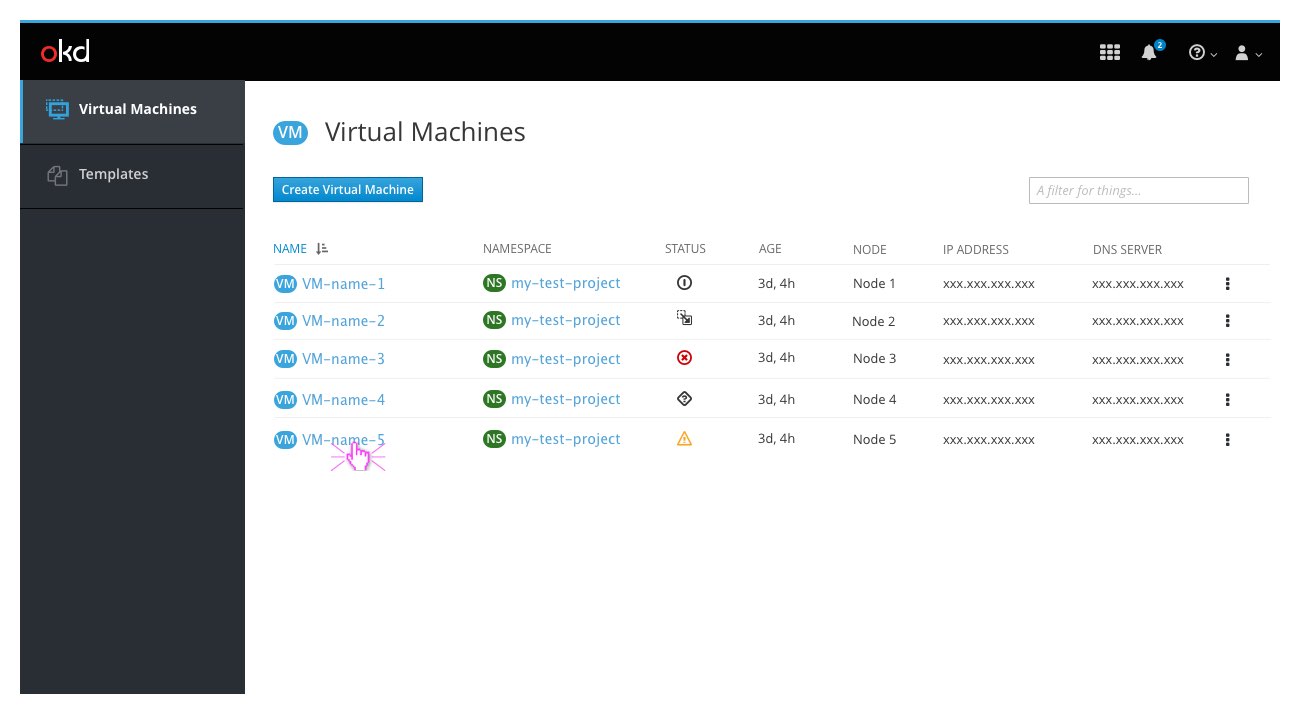 okd
2
Virtual Machines
Templates
VM Virtual Machines
Create Virtual Machine
A filter for things...
NAME NAMESPACE STATUS AGE NODE IP ADDRESS DNS SERVER
VM VM-name-1 NS my-test-project 3d, 4h Node 1 xxx.xxx.xxx.xxx xxx.xxx.xxx.xxx
VM VM-name-2 NS my-test-project 3d, 4h Node 2 xxx.xxx.xxx.xxx xxx.xxx.xxx.xxx
VM VM-name-3 NS my-test-project 3d, 4h Node 3 xxx.xxx.xxx.xxx xxx.xxx.xxx.xxx
VM VM-name-4 NS my-test-project 3d, 4h Node 4 xxx.xxx.xxx.xxx xxx.xxx.xxx.xxx
VM VM-name-5 NS my-test-project 3d, 4h Node 5 xxx.xxx.xxx.xxx xxx.xxx.xxx.xxx